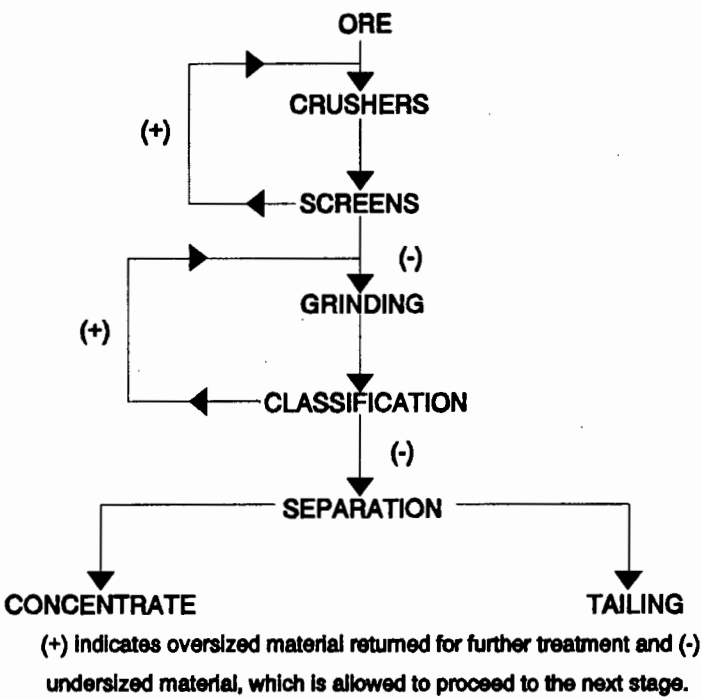 ORE
CRUSHERS
(+)
SCREENS
(-)
GRINDING
(+)
CLASSIFICATION
(-)
SEPARATION
CONCENTRATE TAILING
(+) indicates oversized material returned for further treatment and (-)
undersized material, which is allowed to proceed to the next stage.